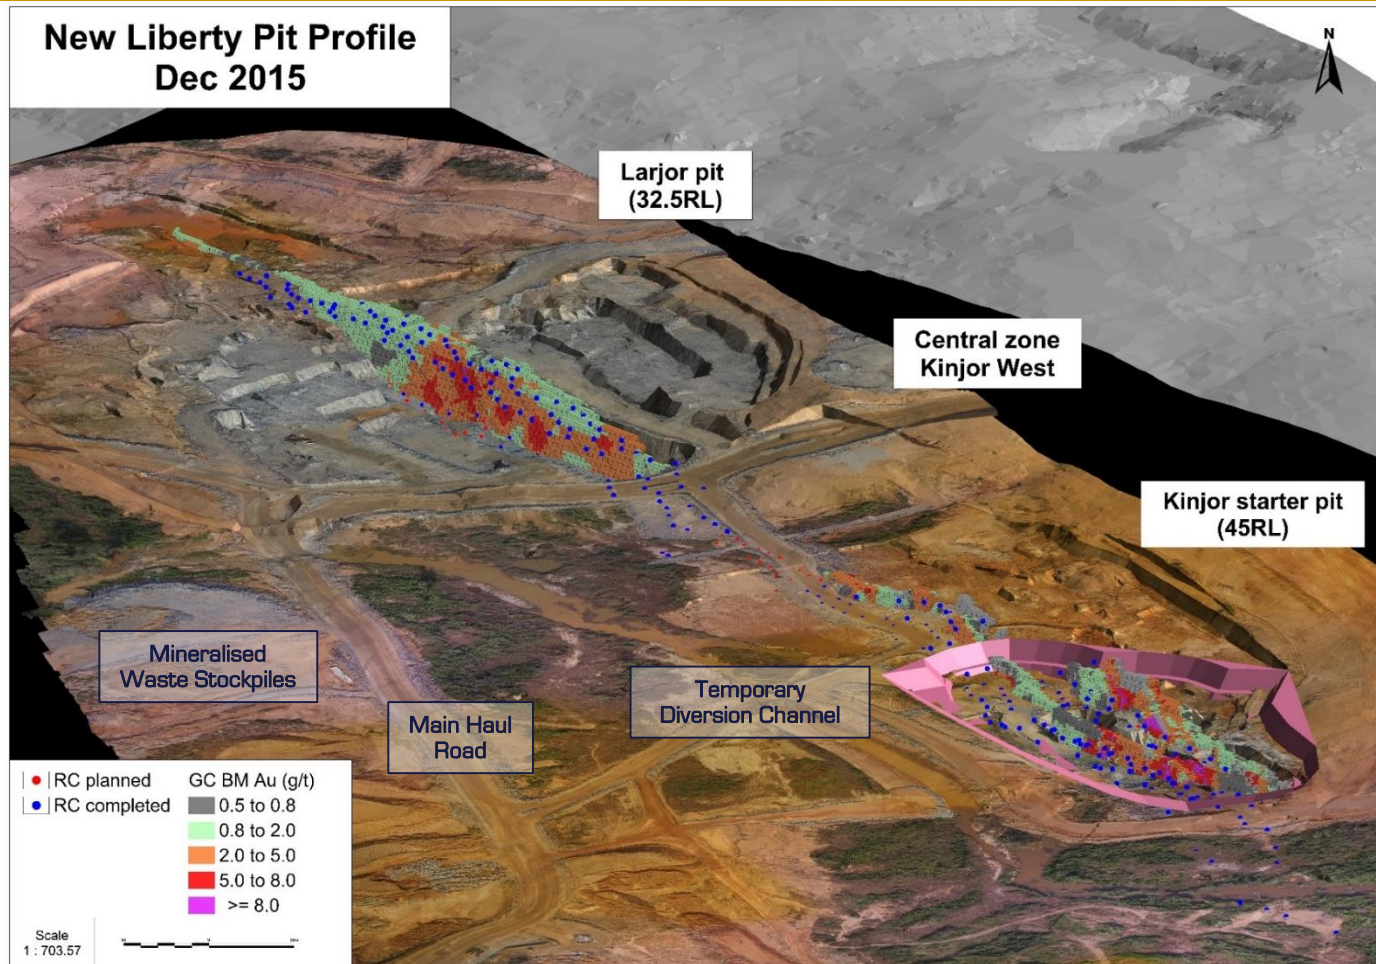 New Liberty Pit Profile
Dec 2015
N
Larjor pit
(32.5RL)
Central zone
Kinjor West
Kinjor starter pit
(45RL)
Mineralised
Waste Stockpiles
Main Haul
Road
Temporary
Diversion Channel
RC planned
RC completed
GC BM Au (g/t)
0.5 to 0.8
0.8 to 2.0
2.0 to 5.0
5.0 to 8.0
>= 8.0
Scale
1 : 703.57